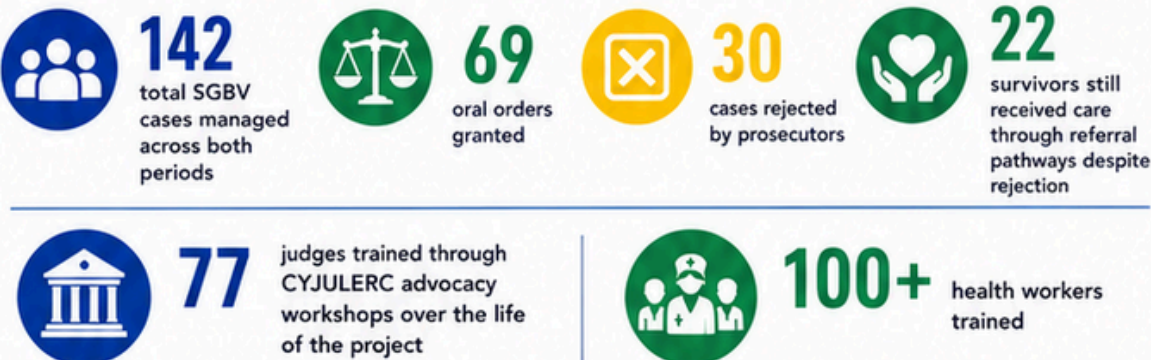 142
total SGBV
cases managed
across both
periods
69
oral orders
granted
30
cases rejected
by prosecutors
22
survivors still
received care
through referral
pathways despite
rejection
77
judges trained through
CYJULERC advocacy
workshops over the life
of the project
100+
health workers
trained